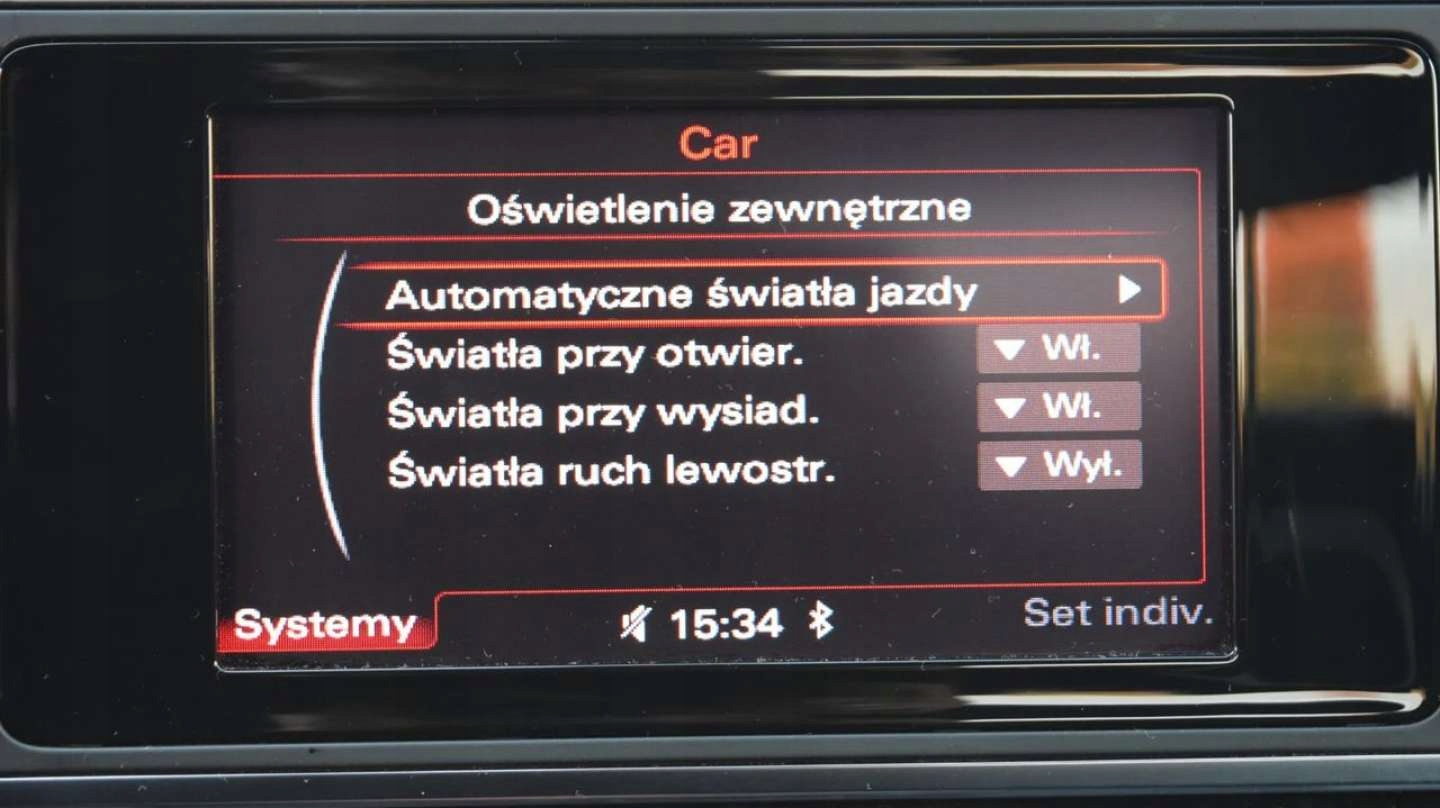 Car
Oświetlenie zewnętrzne
Automatyczne światła jazdy
Światła przy otwier. Wł.
Światła przy wysiad. Wł.
Światła ruch lewostr. Wył.
Systemy 15:34 Set indiv.